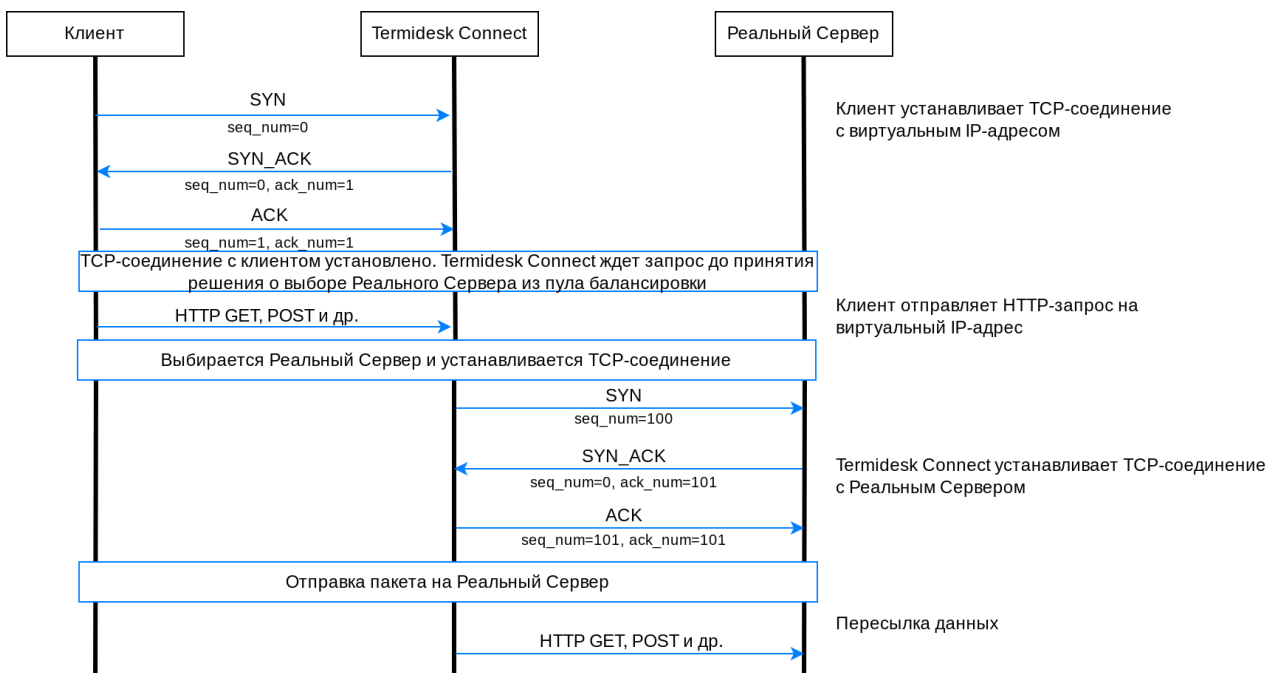 Клиент
Termidesk Connect
Реальный Сервер
SYN
seq_num=0
Клиент устанавливает TCP-соединение
с виртуальным IP-адресом
SYN_ACK
seq_num=0, ack_num=1
ACK
seq_num=1, ack_num=1
TCP-соединение с клиентом установлено. Termidesk Connect ждет запрос до принятия
решения о выборе Реального Сервера из пула балансировки
Клиент отправляет HTTP-запрос на
виртуальный IP-адрес
HTTP GET, POST и др.
Выбирается Реальный Сервер и устанавливается TCP-соединение
SYN
seq_num=100
SYN_ACK
seq_num=0, ack_num=101
Termidesk Connect устанавливает TCP-соединение
с Реальным Сервером
ACK
seq_num=101, ack_num=101
Отправка пакета на Реальный Сервер
Пересылка данных
HTTP GET, POST и др.